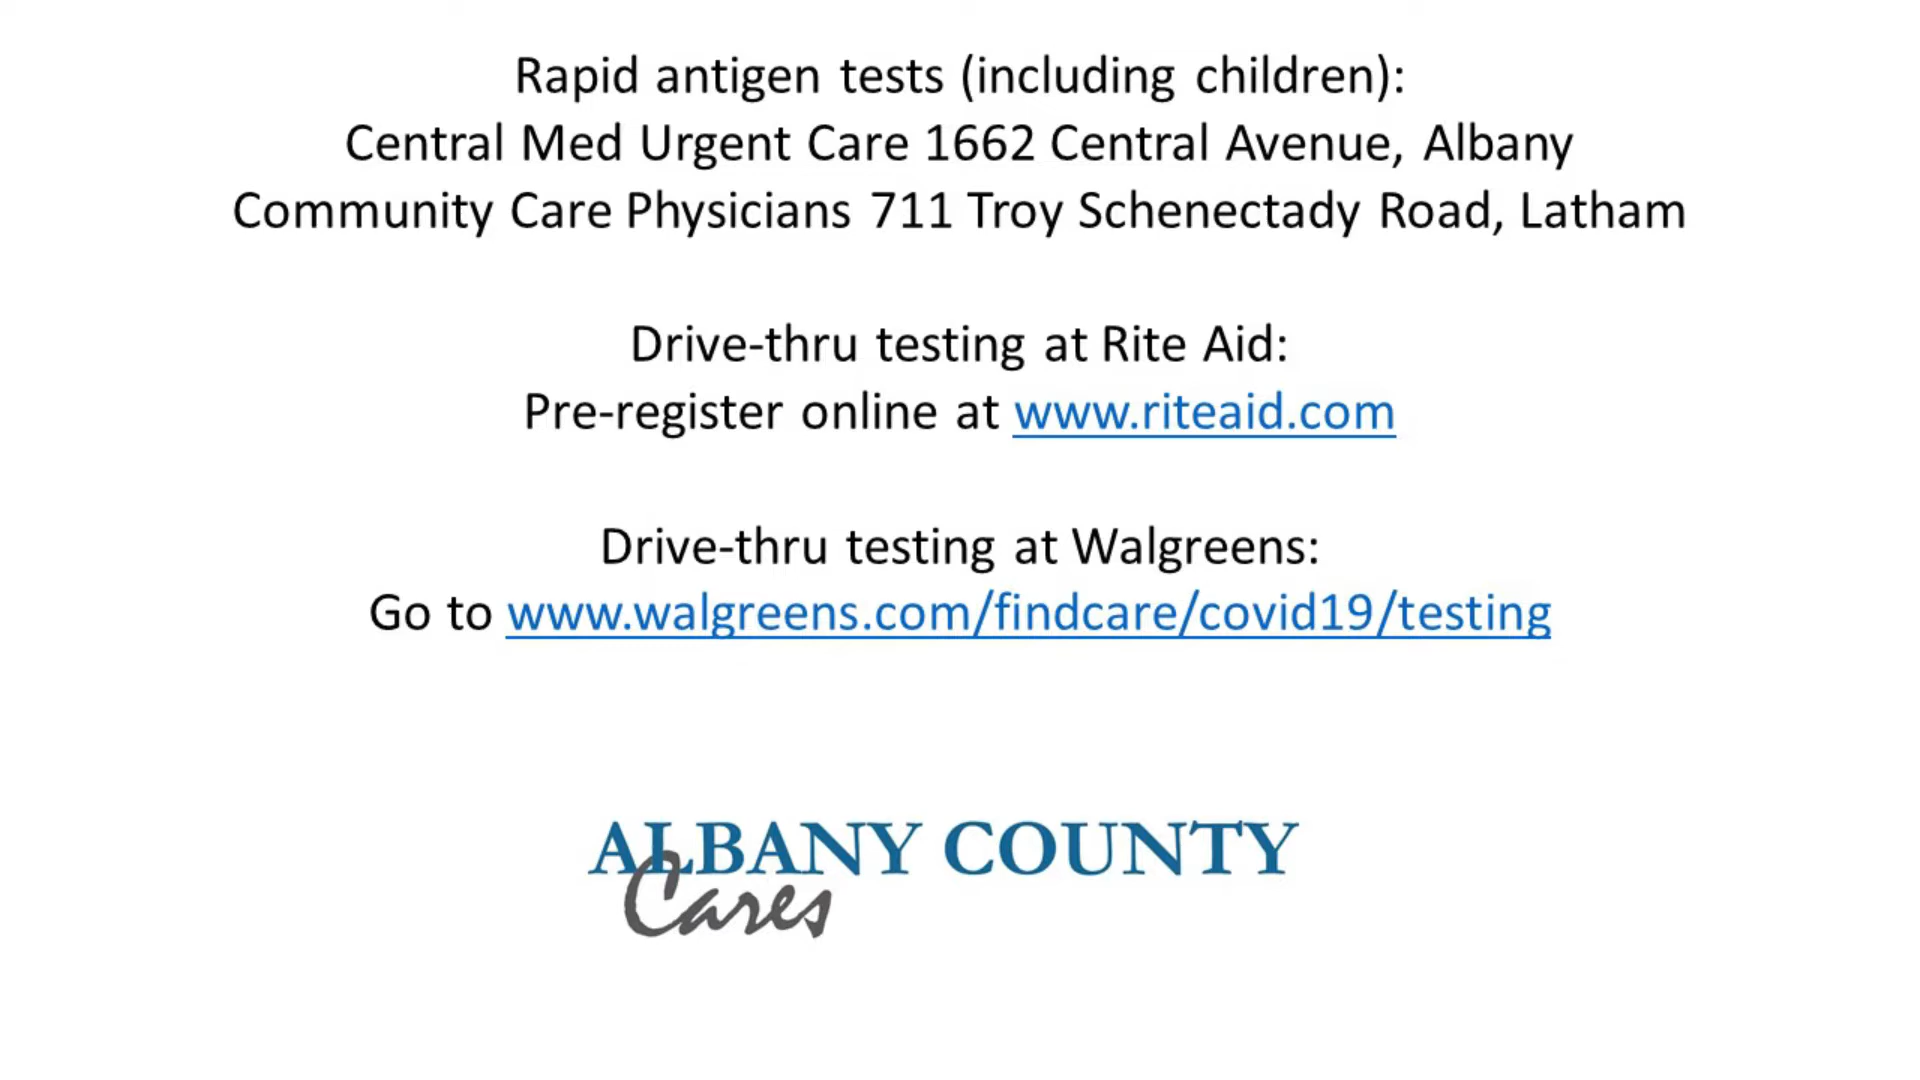 Rapid antigen tests (including children):
Central Med Urgent Care 1662 Central Avenue, Albany
Community Care Physicians 711 Troy Schenectady Road, Latham
Drive-thru testing at Rite Aid:
Pre-register online at www.riteaid.com
Drive-thru testing at Walgreens:
Go to www.walgreens.com/findcare/covid19/testing
ALBANY COUNTY
Cares